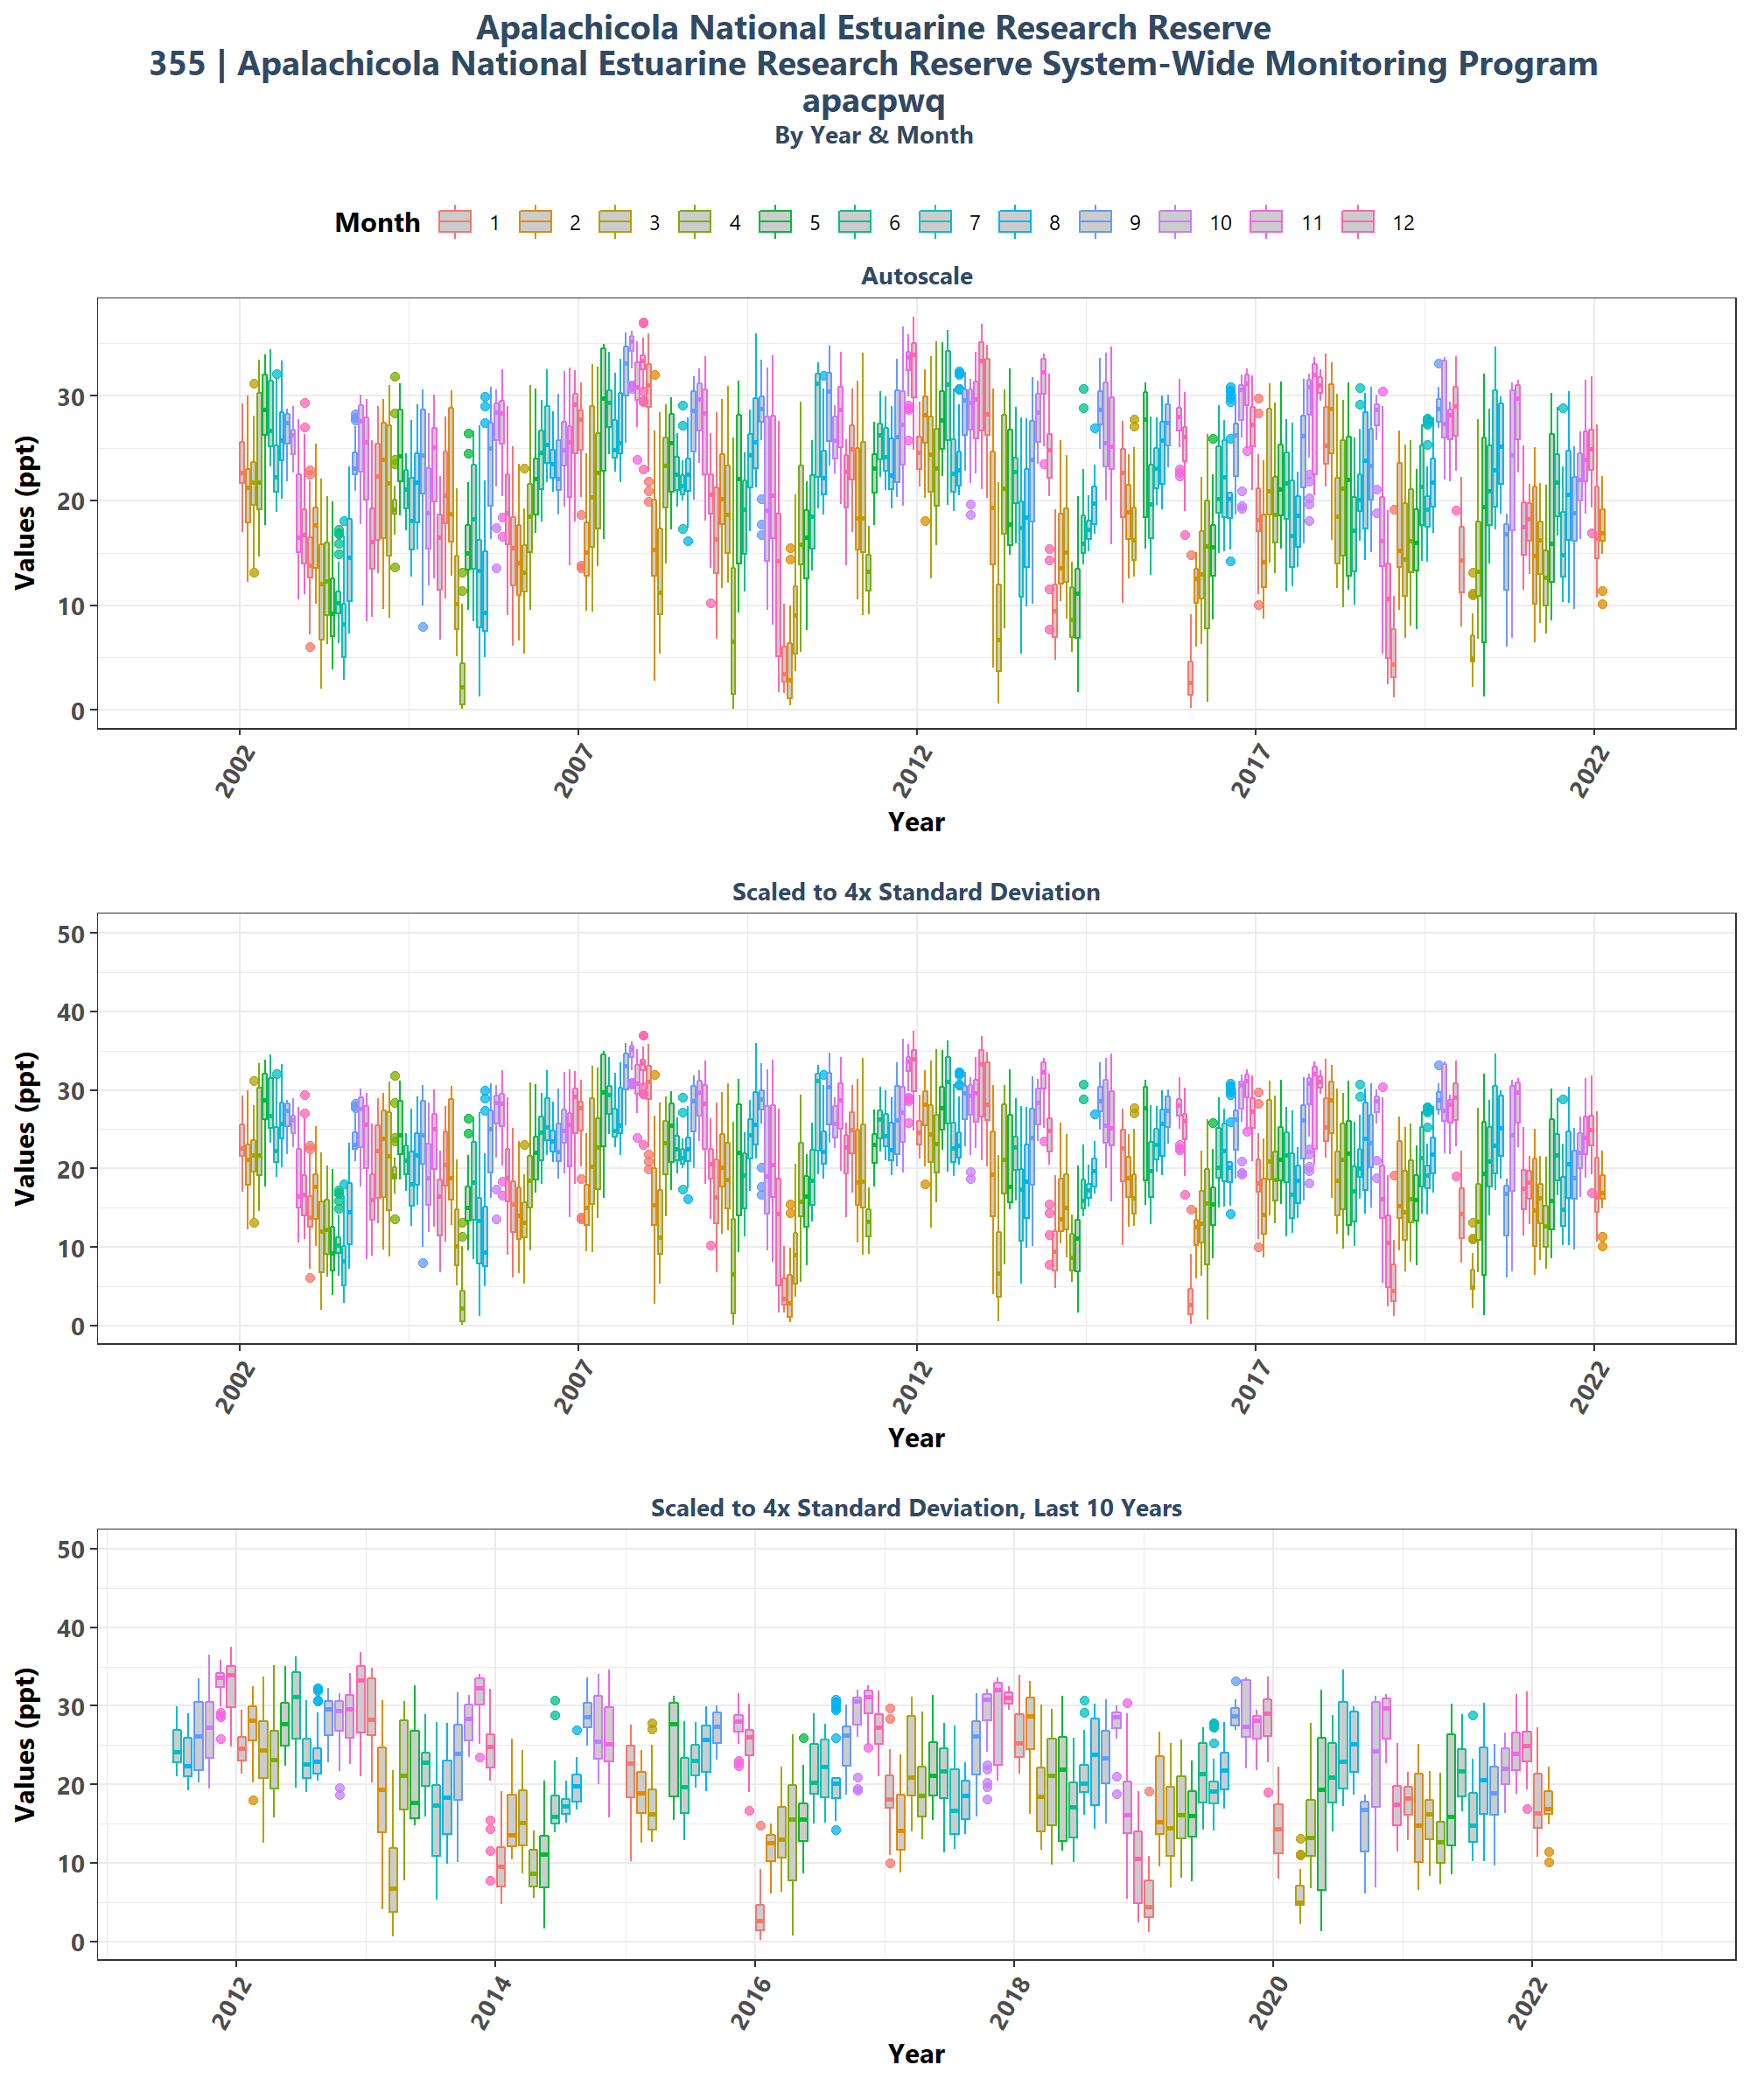 Apalachicola National Estuarine Research Reserve
355 | Apalachicola National Estuarine Research Reserve System-Wide Monitoring Program
apacpwq
By Year & Month
Month 1 2 3 4 5 6 7 8 9 10 11 12
Autoscale
Values (ppt)
30
20
10
0
2002 2007 2012 2017 2022
Year
Scaled to 4x Standard Deviation
Values (ppt)
50
40
30
20
10
0
2002 2007 2012 2017 2022
Year
Scaled to 4x Standard Deviation, Last 10 Years
Values (ppt)
50
40
30
20
10
0
2012 2014 2016 2018 2020 2022
Year